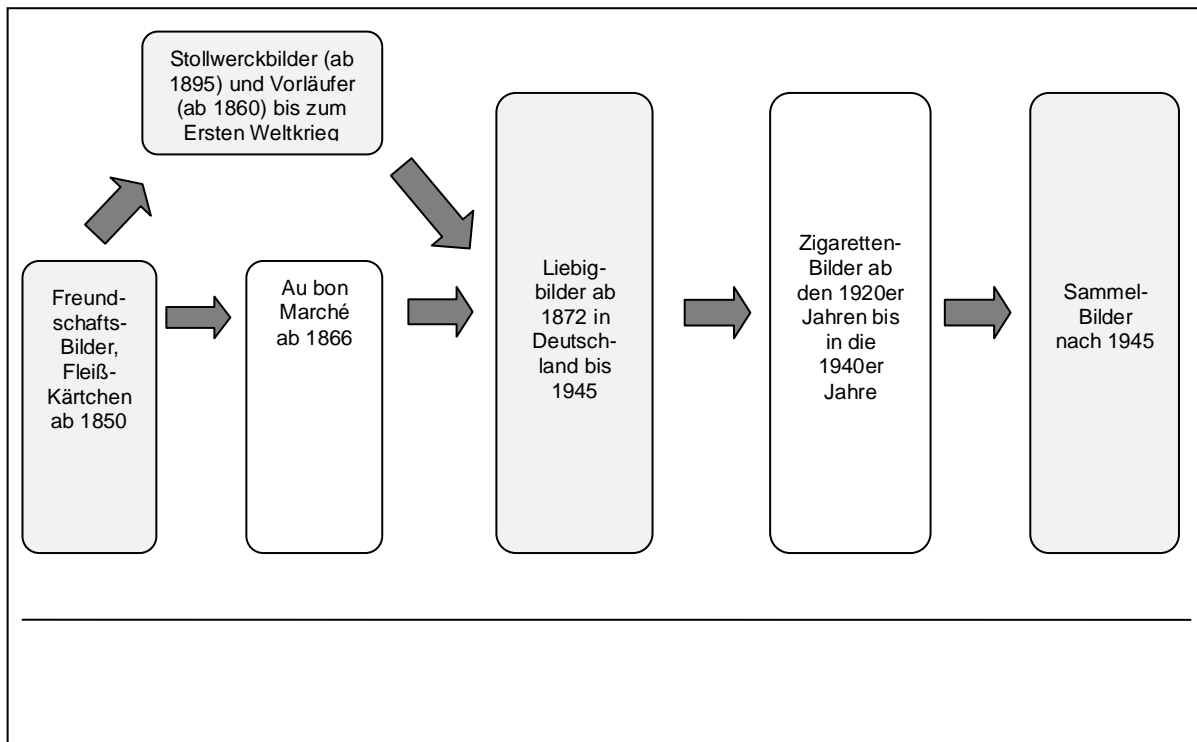 Stollwerckbilder (ab
1895) und Vorläufer
(ab 1860) bis zum
Ersten Weltkrieg
Freund-
schafts-
Bilder,
Fleiß-
Kärtchen
ab 1850
Au bon
Marché
ab 1866
Liebig-
bilder ab
1872 in
Deutsch-
land bis
1945
Zigaretten-
Bilder ab
den 1920er
Jahren bis
in die
1940er
Jahre
Sammel-
Bilder
nach 1945